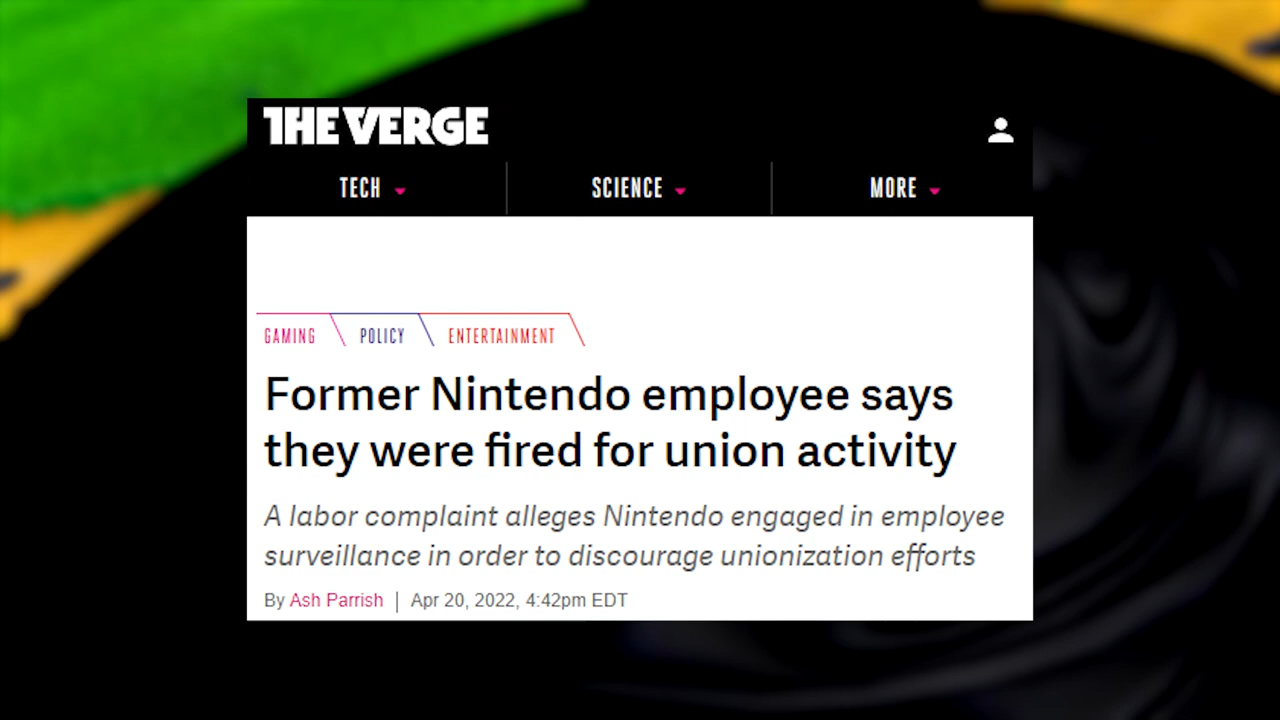 THE VERGE
TECH SCIENCE MORE
GAMING POLICY ENTERTAINMENT
Former Nintendo employee says
they were fired for union activity
A labor complaint alleges Nintendo engaged in employee
surveillance in order to discourage unionization efforts
By Ash Parrish | Apr 20, 2022, 4:42pm EDT